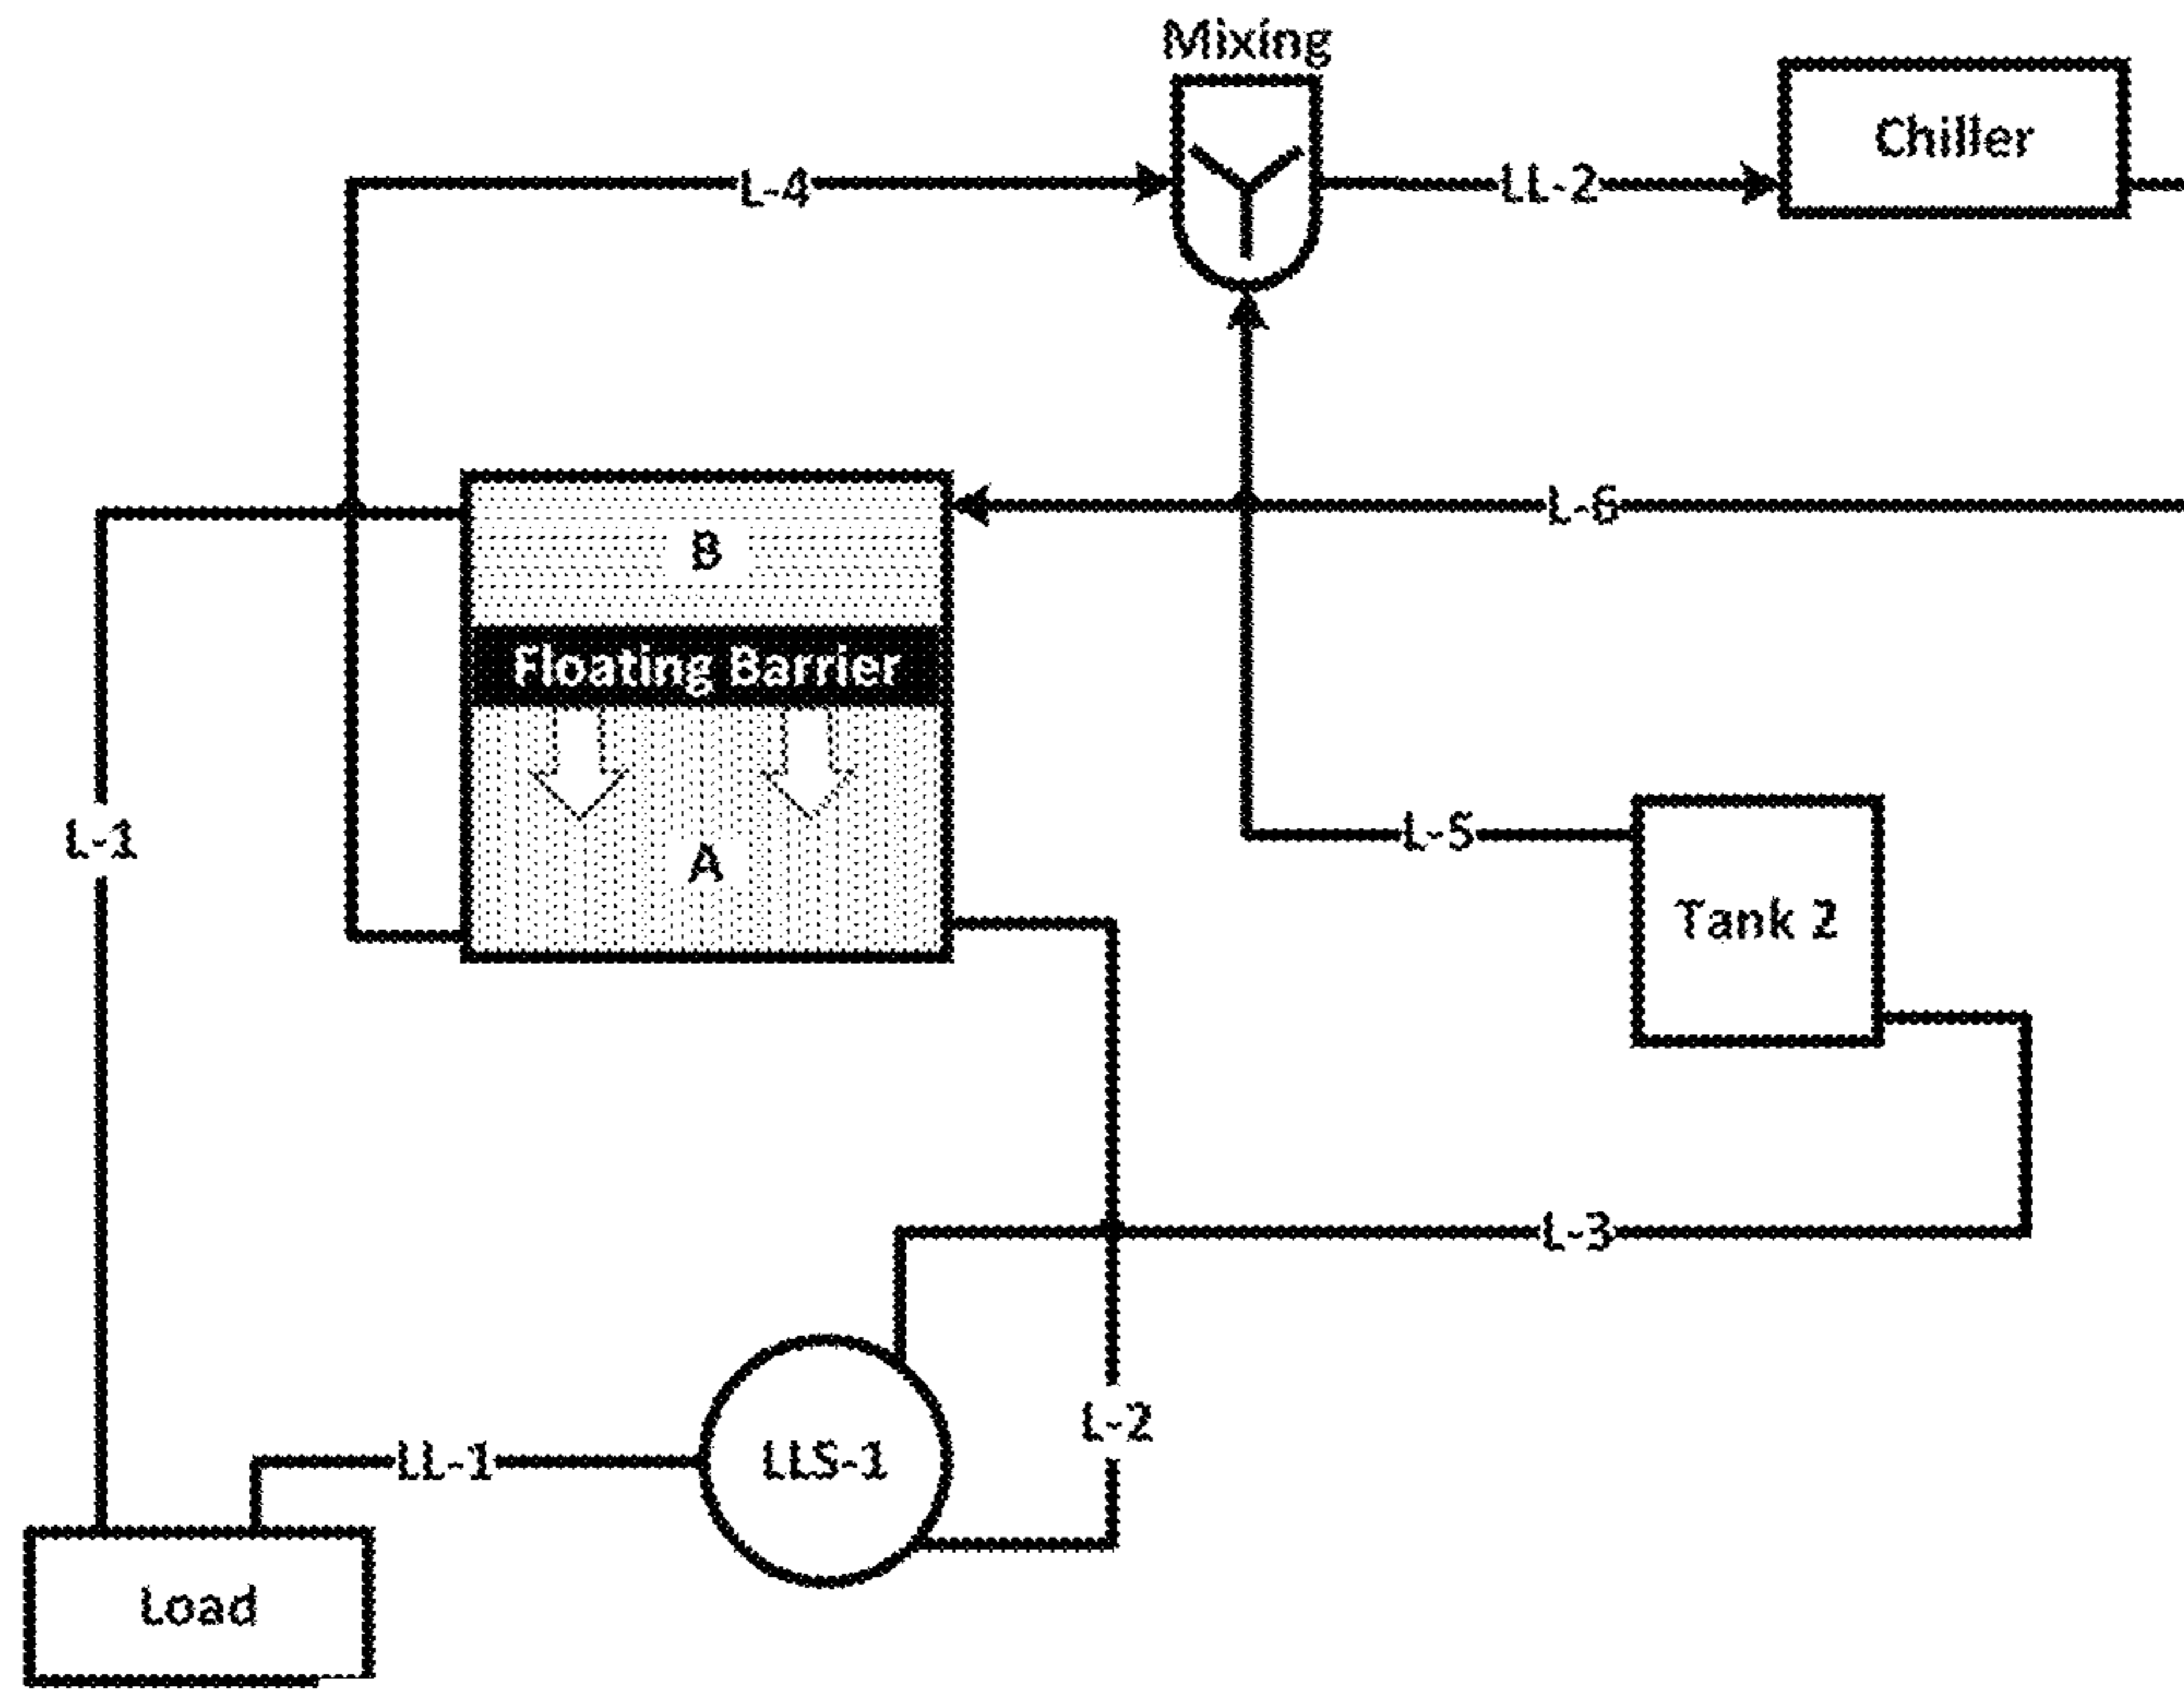 Mixing
Chiller
L-4
LL-2
L-6
B
Floating Barrier
L-1
L-5
A
Tank 2
L-3
L-2
LL-1
LLS-1
Load